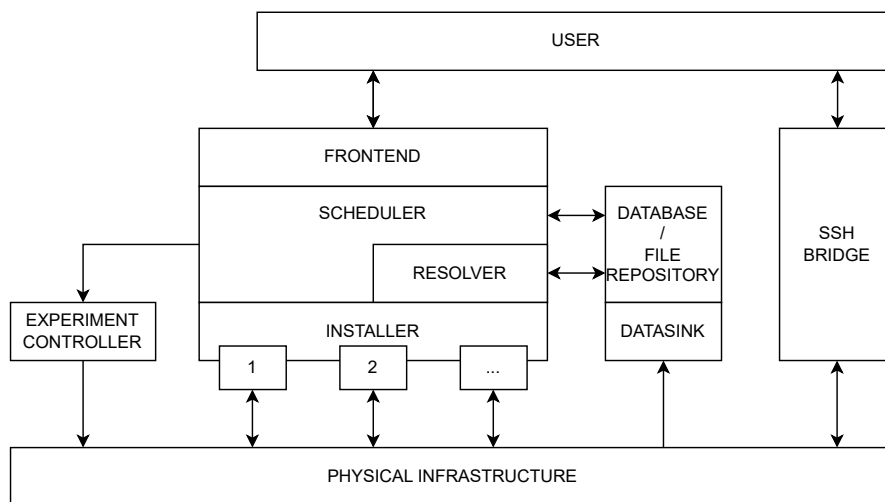 USER
FRONTEND
SCHEDULER
RESOLVER
INSTALLER
1
2
...
DATABASE
/
FILE
REPOSITORY
DATASINK
SSH
BRIDGE
EXPERIMENT
CONTROLLER
PHYSICAL INFRASTRUCTURE